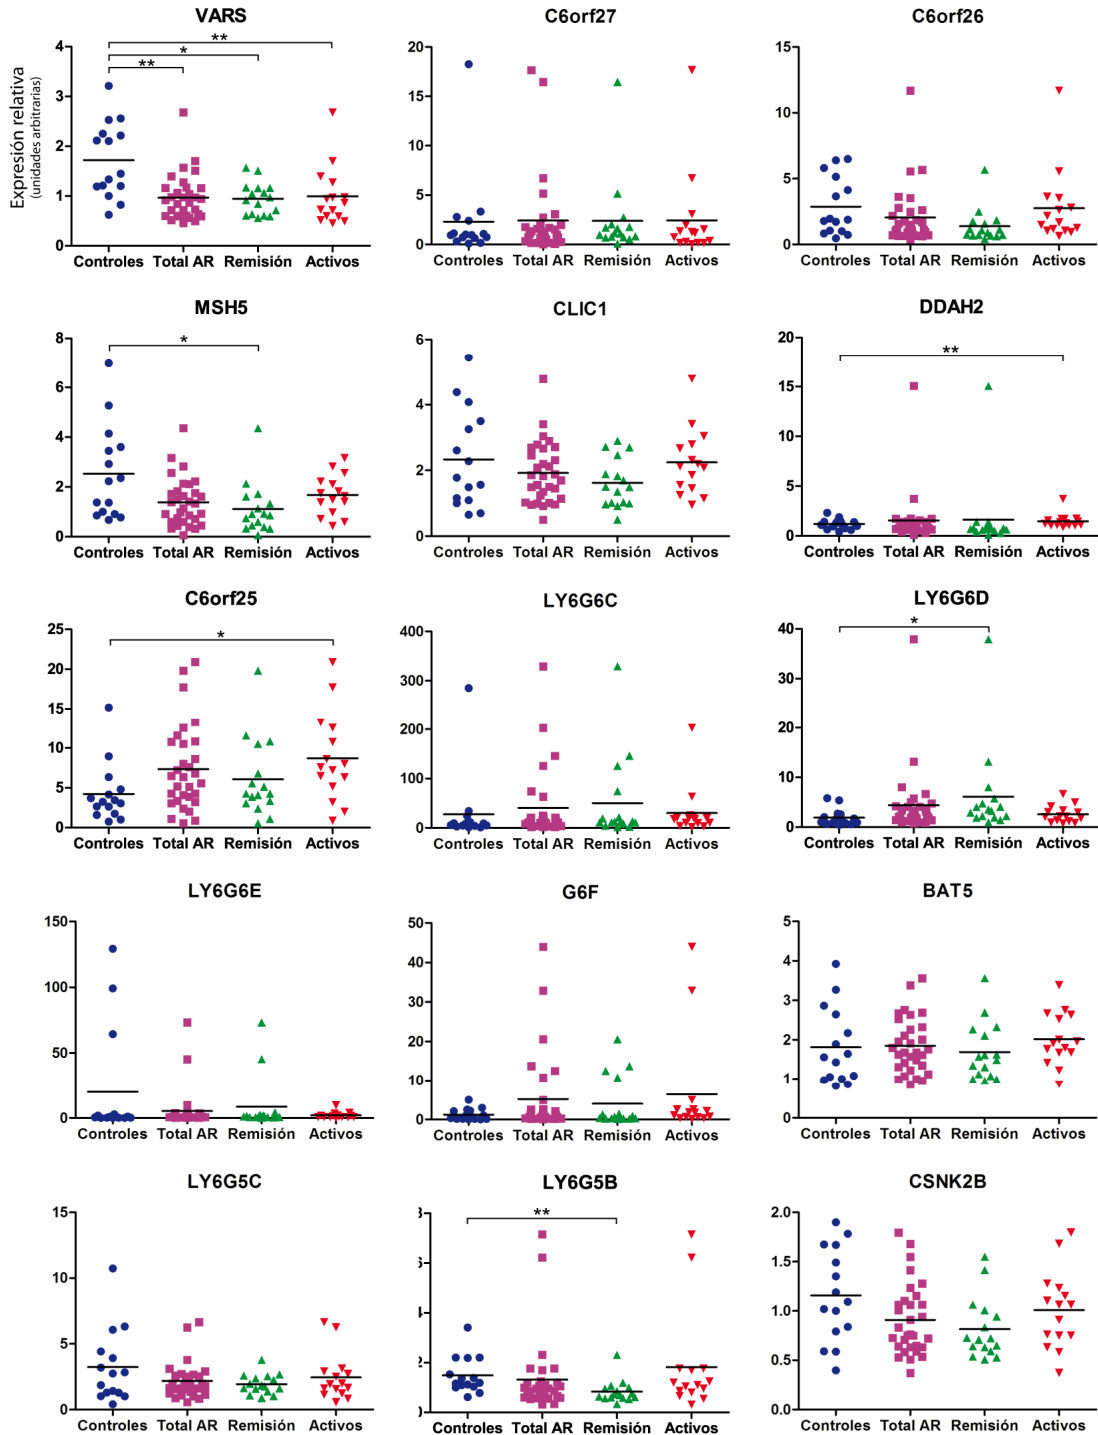 VARS
C6orf27
C6orf26
Expresión relativa
(unidades arbitrarias)
4
3
2
1
0
**
*
**
Controles Total AR Remisión Activos
20
15
10
5
0
Controles Total AR Remisión Activos
15
10
5
0
Controles Total AR Remisión Activos
MSH5
CLIC1
DDAH2
8
6
4
2
0
*
Controles Total AR Remisión Activos
6
4
2
0
Controles Total AR Remisión Activos
20
15
10
5
0
**
Controles Total AR Remisión Activos
C6orf25
LY6G6C
LY6G6D
25
20
15
10
5
0
*
Controles Total AR Remisión Activos
400
300
200
100
0
Controles Total AR Remisión Activos
40
30
20
10
0
*
Controles Total AR Remisión Activos
LY6G6E
G6F
BAT5
150
100
50
0
Controles Total AR Remisión Activos
50
40
30
20
10
0
Controles Total AR Remisión Activos
5
4
3
2
1
0
Controles Total AR Remisión Activos
LY6G5C
LY6G5B
CSNK2B
15
10
5
0
Controles Total AR Remisión Activos
**
Controles Total AR Remisión Activos
2.0
1.5
1.0
0.5
0.0
Controles Total AR Remisión Activos